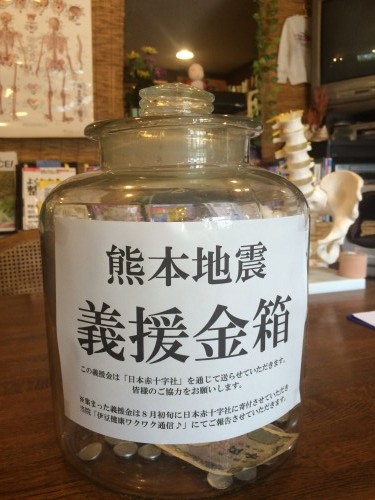 熊本地震
義援金箱
この義援金は「日本赤十字社」を通じて送らせていただきます。
皆様のご協力をお願いします。
※集まった義援金は8月初旬に日本赤十字社に寄付させていただき
当院「伊豆健康ワクワク通信♪」にてご報告させていただきます。